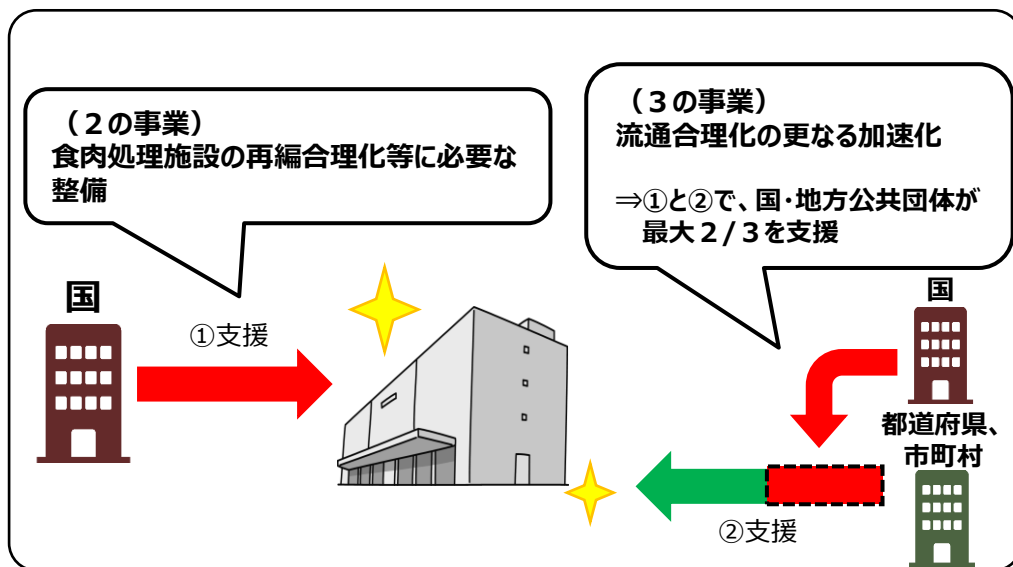 （２の事業）
食肉処理施設の再編合理化等に必要な
整備
（３の事業）
流通合理化の更なる加速化
⇒①と②で、国・地方公共団体が
最大２/３を支援
国
①支援
国
都道府県、
市町村
②支援